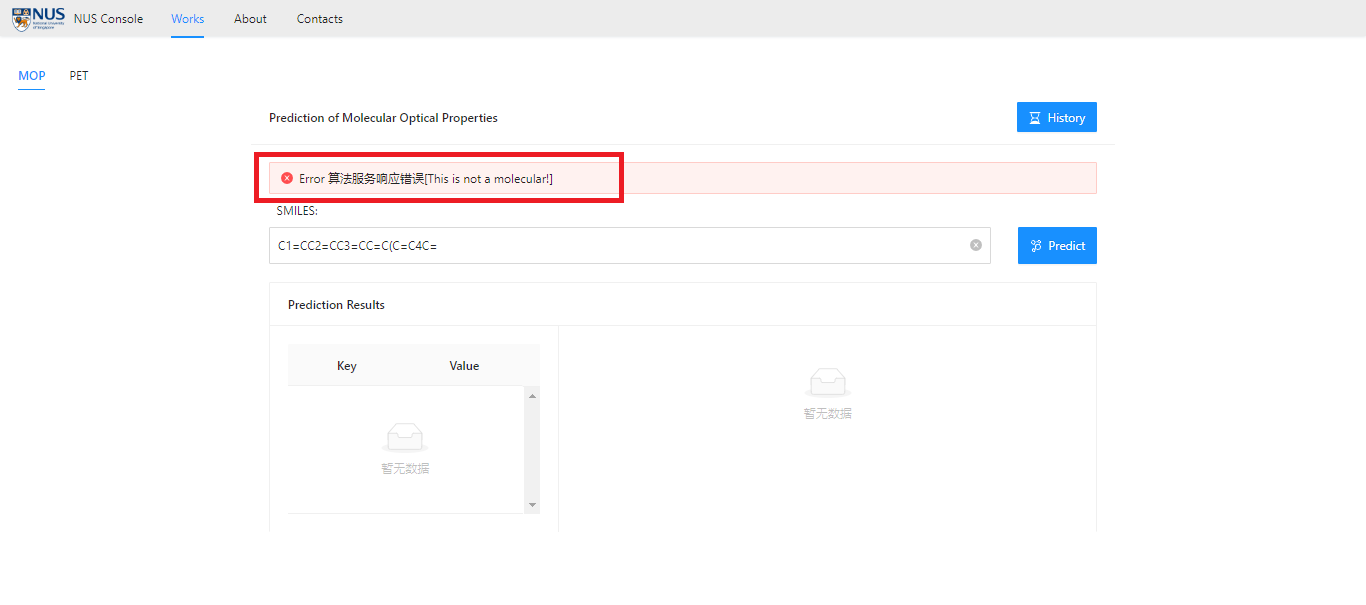 NUS
National University
of Singapore
NUS Console
Works
About
Contacts
MOP
PET
Prediction of Molecular Optical Properties
History
Error 算法服务响应错误[This is not a molecular!]
SMILES:
C1=CC2=CC3=CC=C(C=C4C=
Predict
Prediction Results
Key
Value
暂无数据
暂无数据